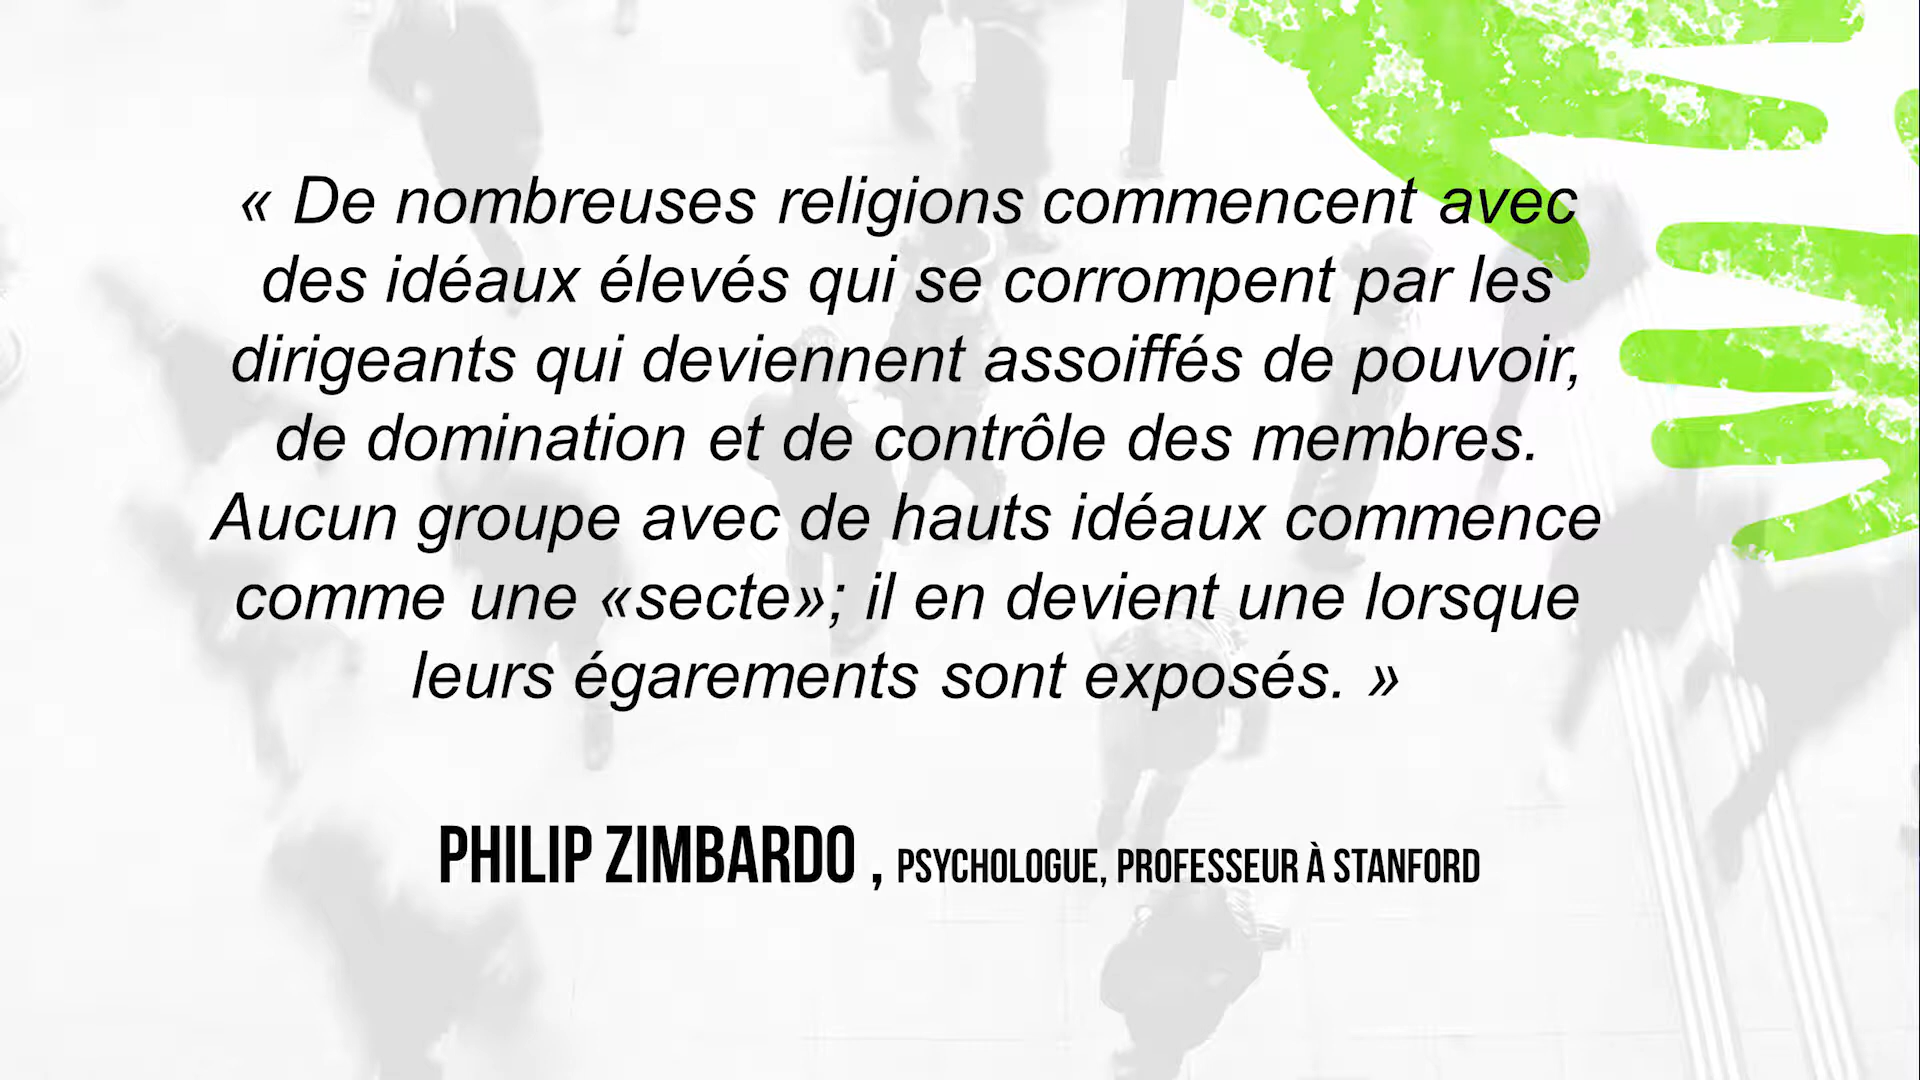 « De nombreuses religions commencent avec
des idéaux élevés qui se corrompent par les
dirigeants qui deviennent assoiffés de pouvoir,
de domination et de contrôle des membres.
Aucun groupe avec de hauts idéaux commence
comme une «secte»; il en devient une lorsque
leurs égarements sont exposés. »
PHILIP ZIMBARDO , PSYCHOLOGUE, PROFESSEUR À STANFORD